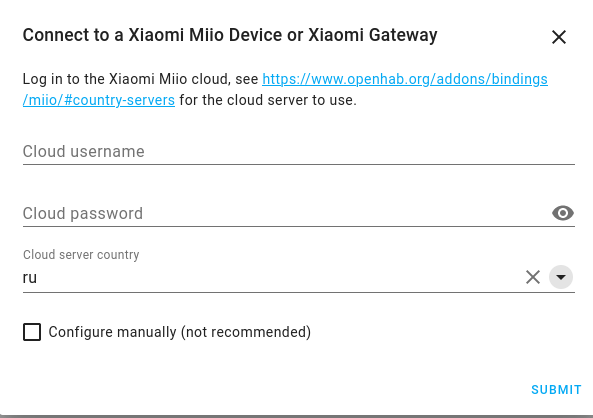 Connect to a Xiaomi Miio Device or Xiaomi Gateway
Log in to the Xiaomi Miio cloud, see https://www.openhab.org/addons/bindings
/miio/#country-servers for the cloud server to use.
Cloud username
Cloud password
Cloud server country
ru
Configure manually (not recommended)
SUBMIT